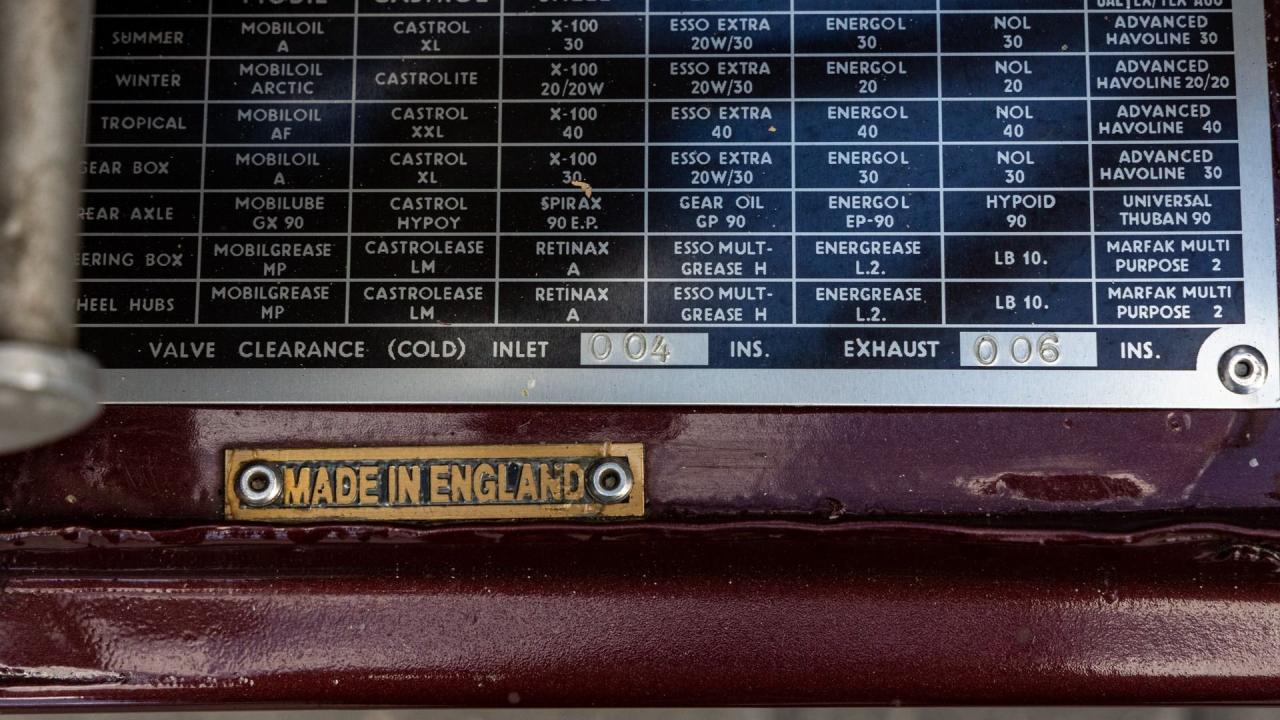 SUMMER
MOBILOIL
A
CASTROL
XL
X-100
30
ESSO EXTRA
20W/30
ENERGOL
30
NOL
30
ADVANCED
HAVOLINE 30
WINTER
MOBILOIL
ARCTIC
CASTROLITE
X-100
20/20W
ESSO EXTRA
20W/30
ENERGOL
20
NOL
20
ADVANCED
HAVOLINE 20/20
TROPICAL
MOBILOIL
AF
CASTROL
XXL
X-100
40
ESSO EXTRA
40
ENERGOL
40
NOL
40
ADVANCED
HAVOLINE 40
GEAR BOX
MOBILOIL
A
CASTROL
XL
X-100
30
ESSO EXTRA
20W/30
ENERGOL
30
NOL
30
ADVANCED
HAVOLINE 30
REAR AXLE
MOBILUBE
GX 90
CASTROL
HYPOY
SPIRAX
90 E.P.
GEAR OIL
GP 90
ENERGOL
EP-90
HYPOID
90
UNIVERSAL
THUBAN 90
EERING BOX
MOBILGREASE
MP
CASTROLEASE
LM
RETINAX
A
ESSO MULT-
GREASE H
ENERGREASE
L.2.
LB 10.
MARFAK MULTI
PURPOSE 2
HEEL HUBS
MOBILGREASE
MP
CASTROLEASE
LM
RETINAX
A
ESSO MULT-
GREASE H
ENERGREASE
L.2.
LB 10.
MARFAK MULTI
PURPOSE 2
VALVE CLEARANCE (COLD) INLET 004 INS. EXHAUST 006 INS.
MADE IN ENGLAND